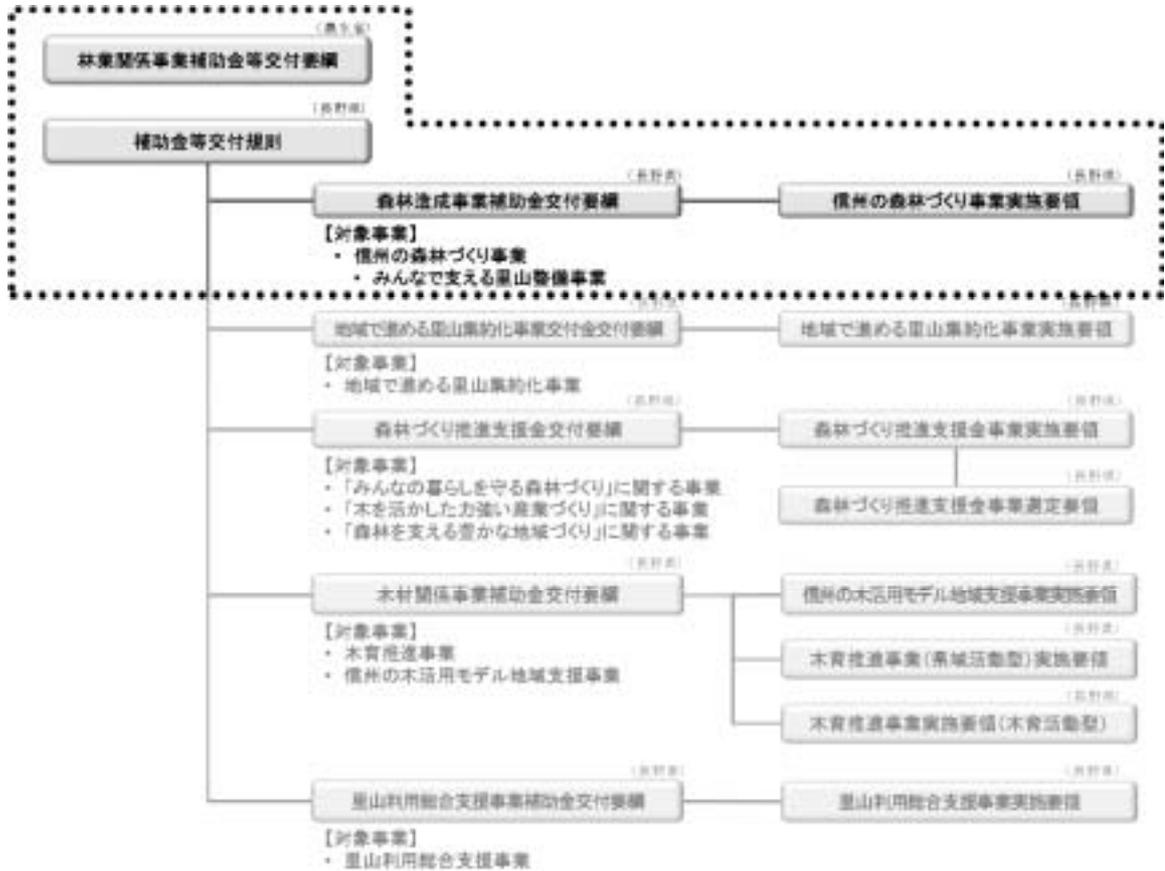 （農水省）
林業関係事業補助金等交付要綱
（長野県）
補助金等交付規則
（長野県）
森林造成事業補助金交付要綱
（長野県）
信州の森林づくり事業実施要領
【対象事業】
・ 信州の森林づくり事業
・ みんなで支える里山整備事業
（長野県）
地域で進める里山集約化事業交付金交付要綱
（長野県）
地域で進める里山集約化事業実施要領
【対象事業】
・ 地域で進める里山集約化事業
（長野県）
森林づくり推進支援金交付要綱
（長野県）
森林づくり推進支援金事業実施要領
【対象事業】
・ 「みんなの暮らしを守る森林づくり」に関する事業
・ 「木を活かした力強い産業づくり」に関する事業
・ 「森林を支える豊かな地域づくり」に関する事業
（長野県）
森林づくり推進支援金事業選定要領
（長野県）
木材関係事業補助金交付要綱
（長野県）
信州の木活用モデル地域支援事業実施要領
【対象事業】
・ 木育推進事業
・ 信州の木活用モデル地域支援事業
（長野県）
木育推進事業（県域活動型）実施要領
（長野県）
木育推進事業実施要領（木育活動型）
（長野県）
里山利用総合支援事業補助金交付要綱
（長野県）
里山利用総合支援事業実施要領
【対象事業】
・ 里山利用総合支援事業